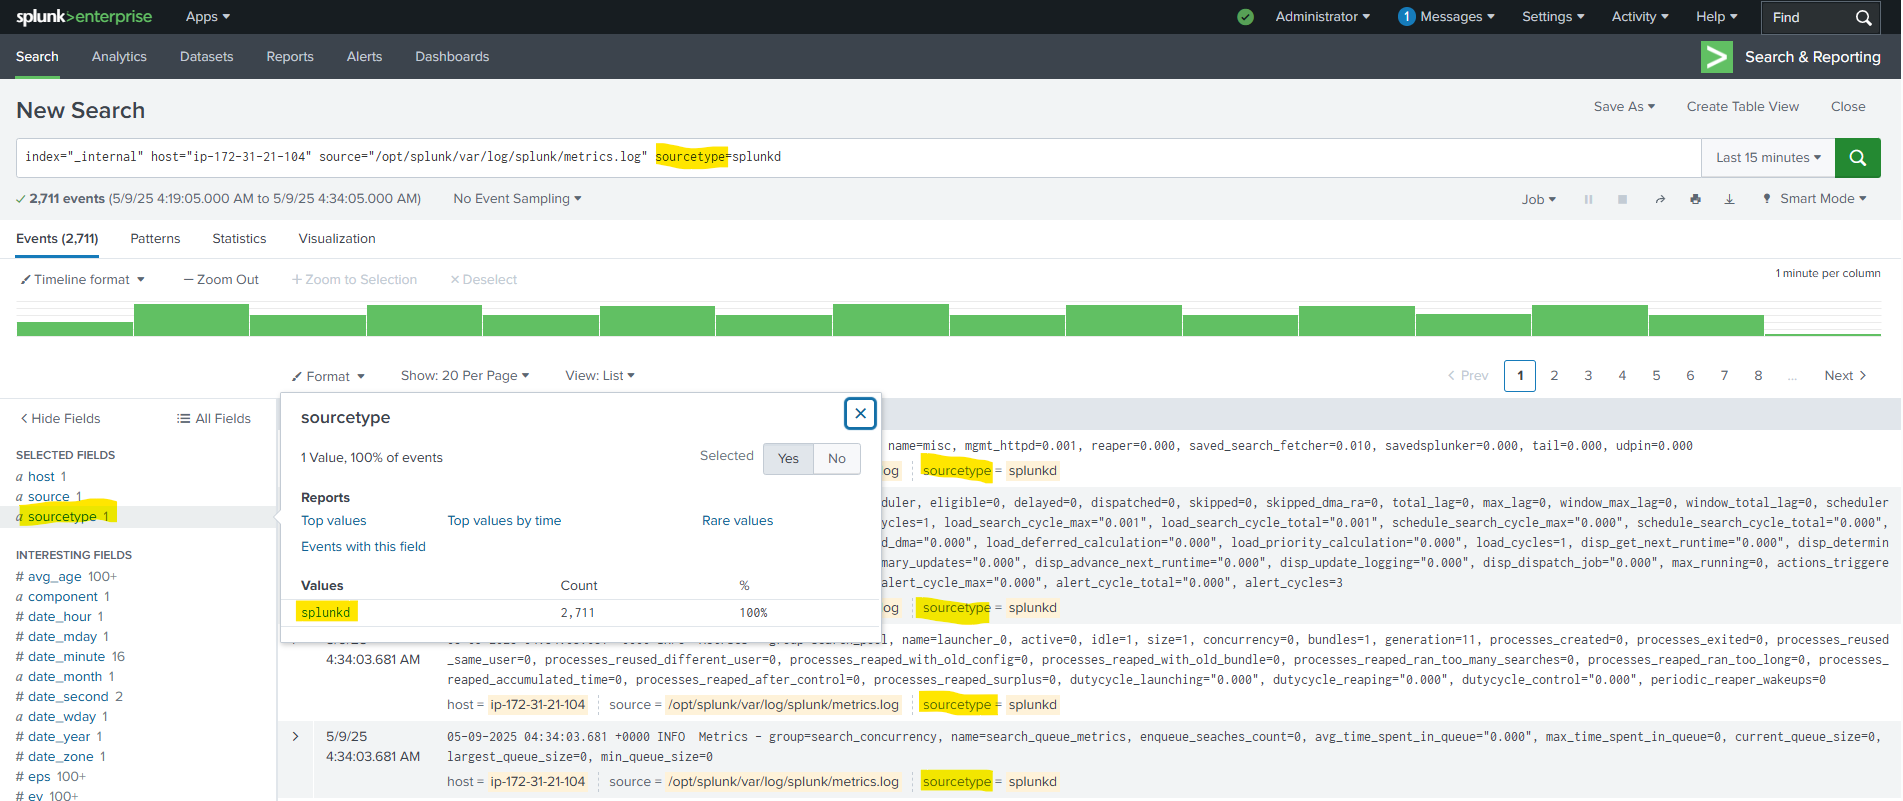 splunk>enterprise Apps Administrator 1 Messages Settings Activity Help Find
Search Analytics Datasets Reports Alerts Dashboards Search & Reporting
New Search Save As Create Table View Close
index="_internal" host="ip-172-31-21-104" source="/opt/splunk/var/log/splunk/metrics.log" sourcetype=splunkd Last 15 minutes
2,711 events (5/9/25 4:19:05.000 AM to 5/9/25 4:34:05.000 AM) No Event Sampling Job Smart Mode
Events (2,711) Patterns Statistics Visualization
Timeline format — Zoom Out + Zoom to Selection × Deselect 1 minute per column
Format Show: 20 Per Page View: List < Prev 1 2 3 4 5 6 7 8 ... Next >
< Hide Fields All Fields
SELECTED FIELDS
a host 1
a source 1
a sourcetype 1
INTERESTING FIELDS
# avg_age 100+
a component 1
# date_hour 1
# date_mday 1
# date_minute 16
a date_month 1
# date_second 2
a date_wday 1
# date_year 1
# date_zone 1
# eps 100+
# ev 100+
sourcetype
1 Value, 100% of events Selected Yes No
Reports
Top values Top values by time Rare values
Events with this field
Values Count %
splunkd 2,711 100%
name=misc, mgmt_httpd=0.001, reaper=0.000, saved_search_fetcher=0.010, savedsplunker=0.000, tail=0.000, udpin=0.000
og sourcetype = splunkd
duler, eligible=0, delayed=0, dispatched=0, skipped=0, skipped_dma_ra=0, total_lag=0, max_lag=0, window_max_lag=0, window_total_lag=0, scheduler
ycles=1, load_search_cycle_max="0.001", load_search_cycle_total="0.001", schedule_search_cycle_max="0.000", schedule_search_cycle_total="0.000",
d_dma="0.000", load_deferred_calculation="0.000", load_priority_calculation="0.000", load_cycles=1, disp_get_next_runtime="0.000", disp_determin
mary_updates="0.000", disp_advance_next_runtime="0.000", disp_update_logging="0.000", disp_dispatch_job="0.000", max_running=0, actions_triggere
alert_cycle_max="0.000", alert_cycle_total="0.000", alert_cycles=3
og sourcetype = splunkd
name=launcher_0, active=0, idle=1, size=1, concurrency=0, bundles=1, generation=11, processes_created=0, processes_exited=0, processes_reused
4:34:03.681 AM _same_user=0, processes_reused_different_user=0, processes_reaped_with_old_config=0, processes_reaped_with_old_bundle=0, processes_reaped_ran_too_many_searches=0, processes_reaped_ran_too_long=0, processes_
reaped_accumulated_time=0, processes_reaped_after_control=0, processes_reaped_surplus=0, dutycycle_launching="0.000", dutycycle_reaping="0.000", dutycycle_control="0.000", periodic_reaper_wakeups=0
host = ip-172-31-21-104 source = /opt/splunk/var/log/splunk/metrics.log sourcetype = splunkd
> 5/9/25 05-09-2025 04:34:03.681 +0000 INFO Metrics - group=search_concurrency, name=search_queue_metrics, enqueue_seaches_count=0, avg_time_spent_in_queue="0.000", max_time_spent_in_queue=0, current_queue_size=0,
4:34:03.681 AM largest_queue_size=0, min_queue_size=0
host = ip-172-31-21-104 source = /opt/splunk/var/log/splunk/metrics.log sourcetype = splunkd